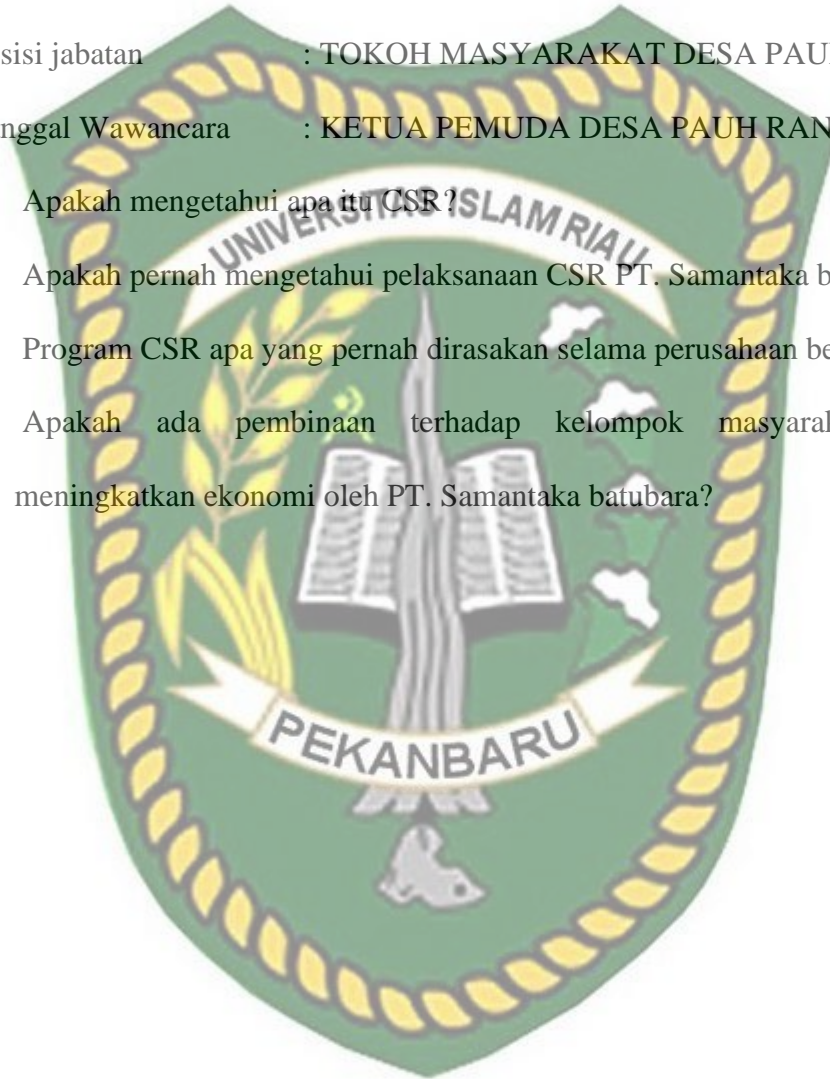 sisi jabatan : TOKOH MASYARAKAT DESA PAU
nggal Wawancara : KETUA PEMUDA DESA PAUH RAN
Apakah mengetahui apa itu CSR?
UNIVERSITAS ISLAM RIAU
Apakah pernah mengetahui pelaksanaan CSR PT. Samantaka b
Program CSR apa yang pernah dirasakan selama perusahaan be
Apakah ada pembinaan terhadap kelompok masyara
meningkatkan ekonomi oleh PT. Samantaka batubara?
PEKANBARU